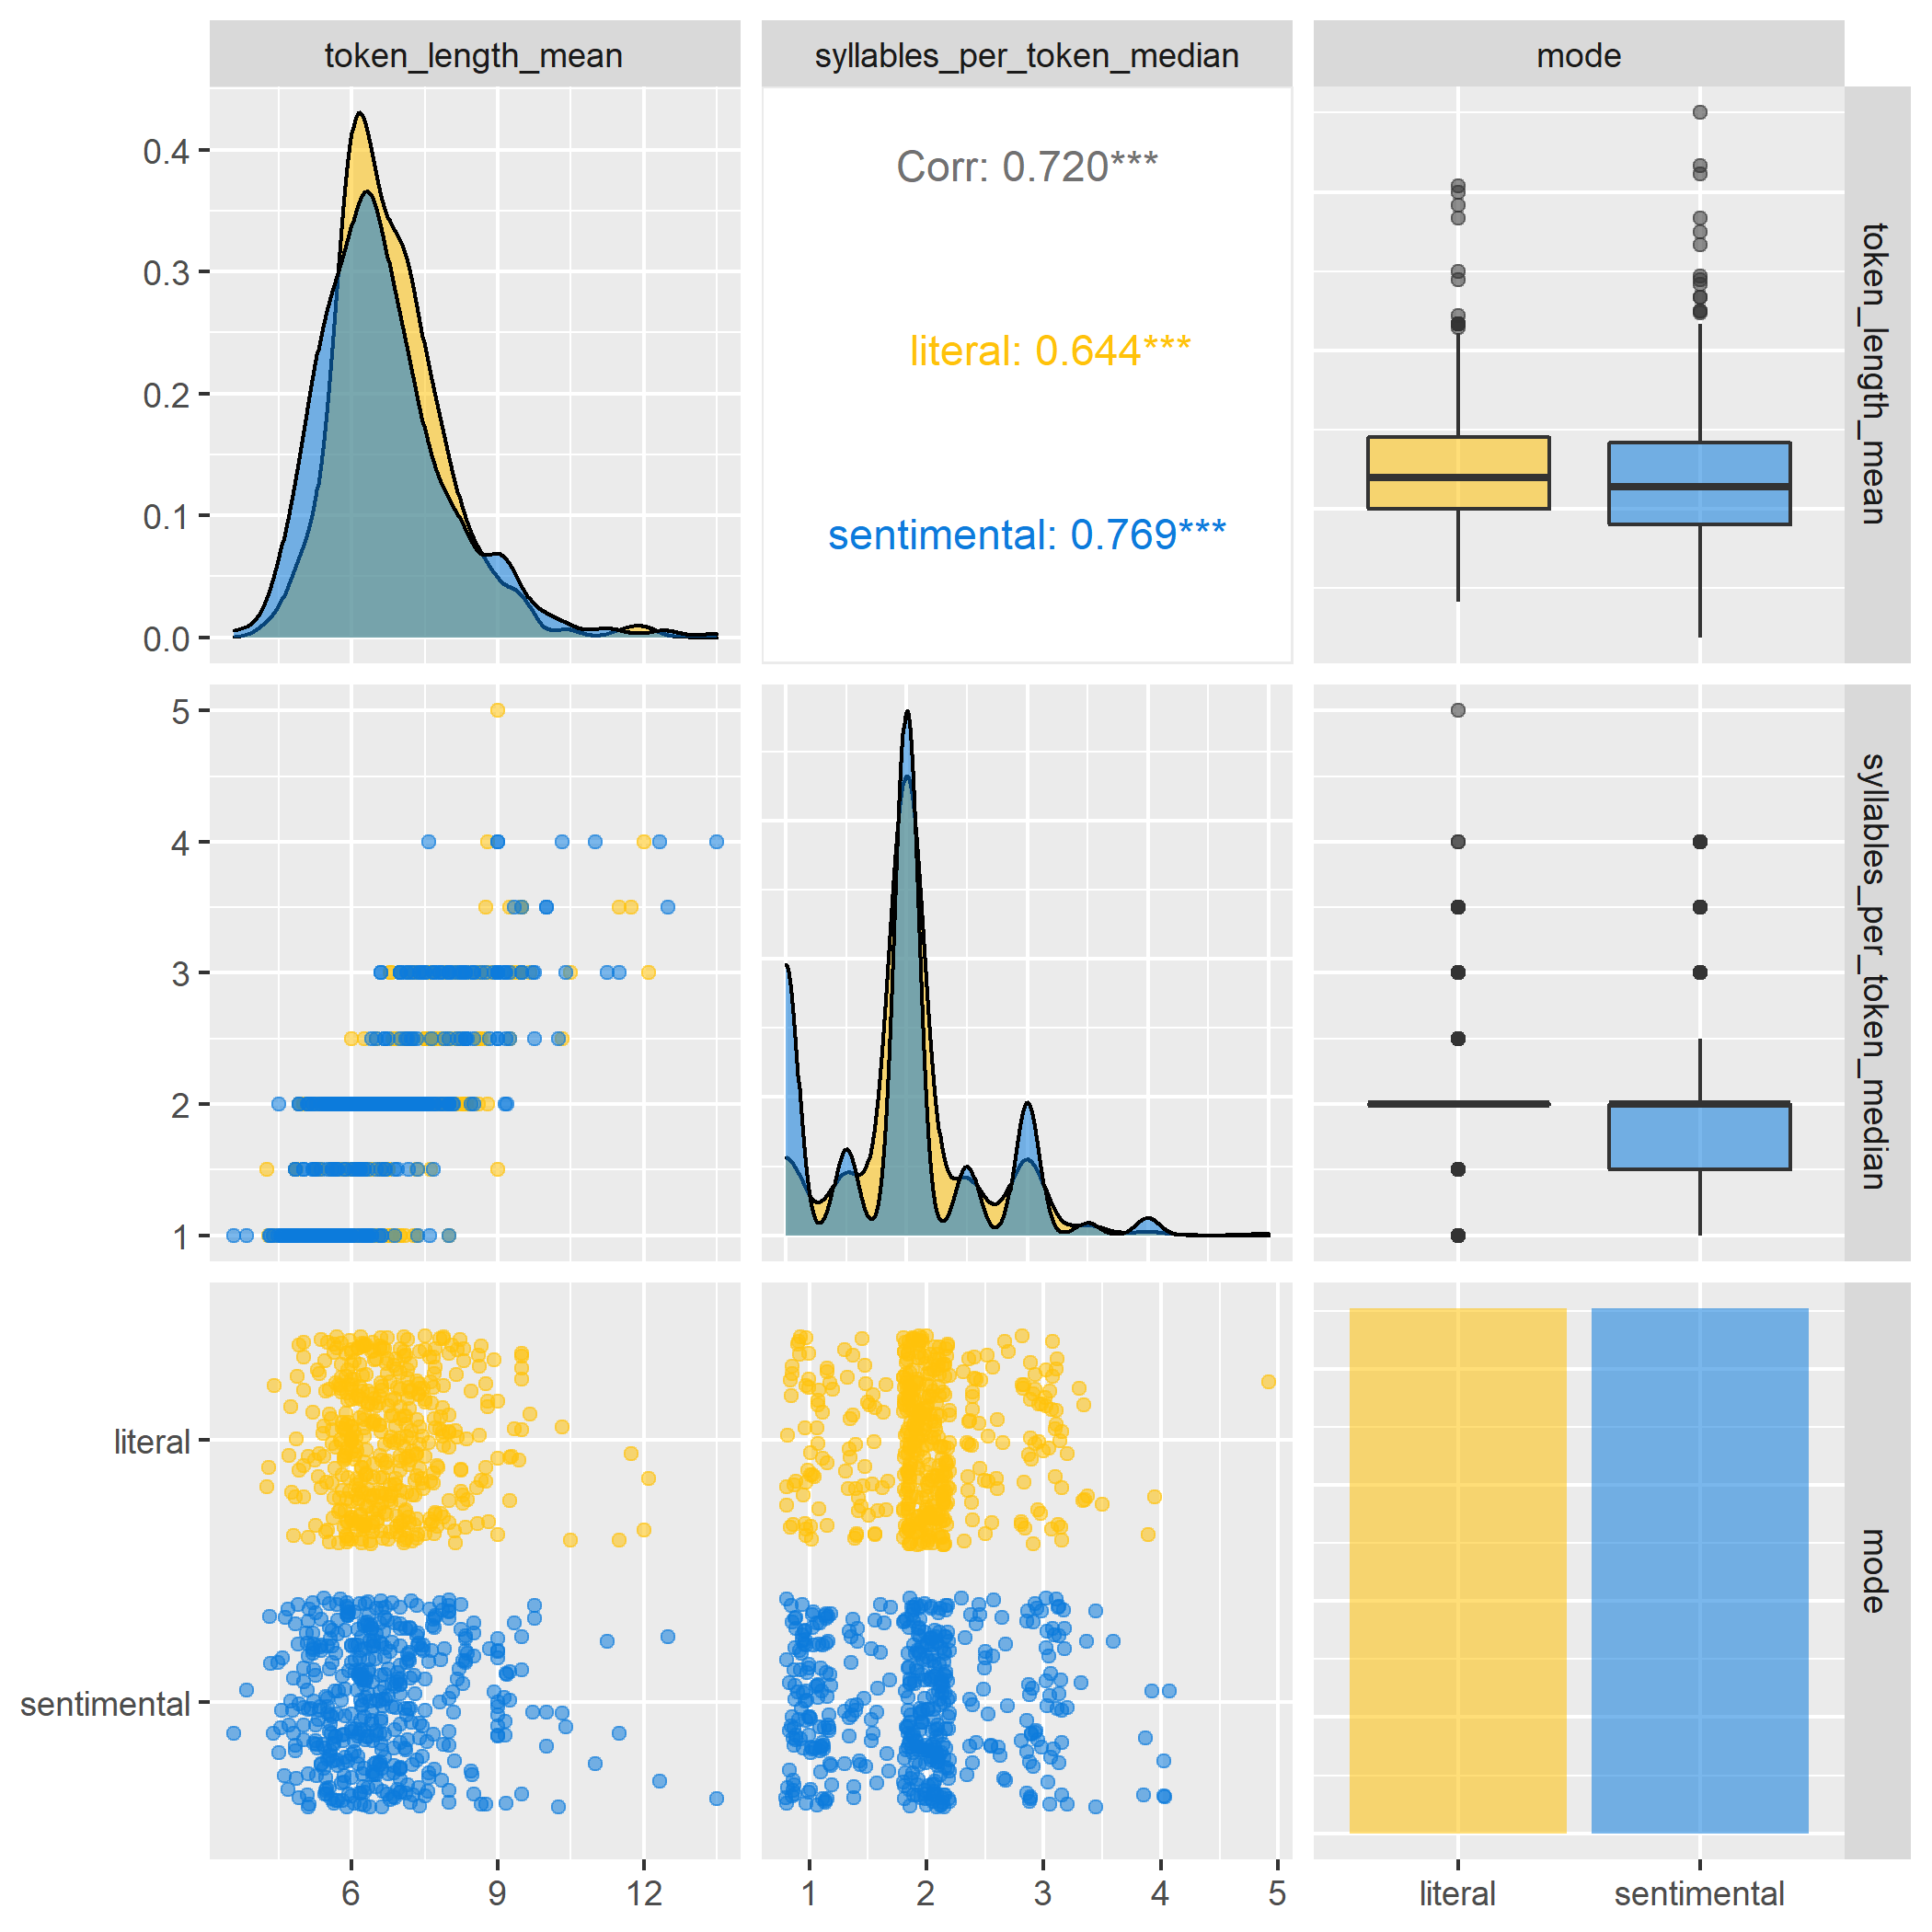 token_length_mean
syllables_per_token_median
mode
0.4
0.3
0.2
0.1
0.0
Corr: 0.720***
literal: 0.644***
sentimental: 0.769***
token_length_mean
5
4
3
2
1
syllables_per_token_median
literal
sentimental
mode
6 9 12
1 2 3 4 5
literal sentimental